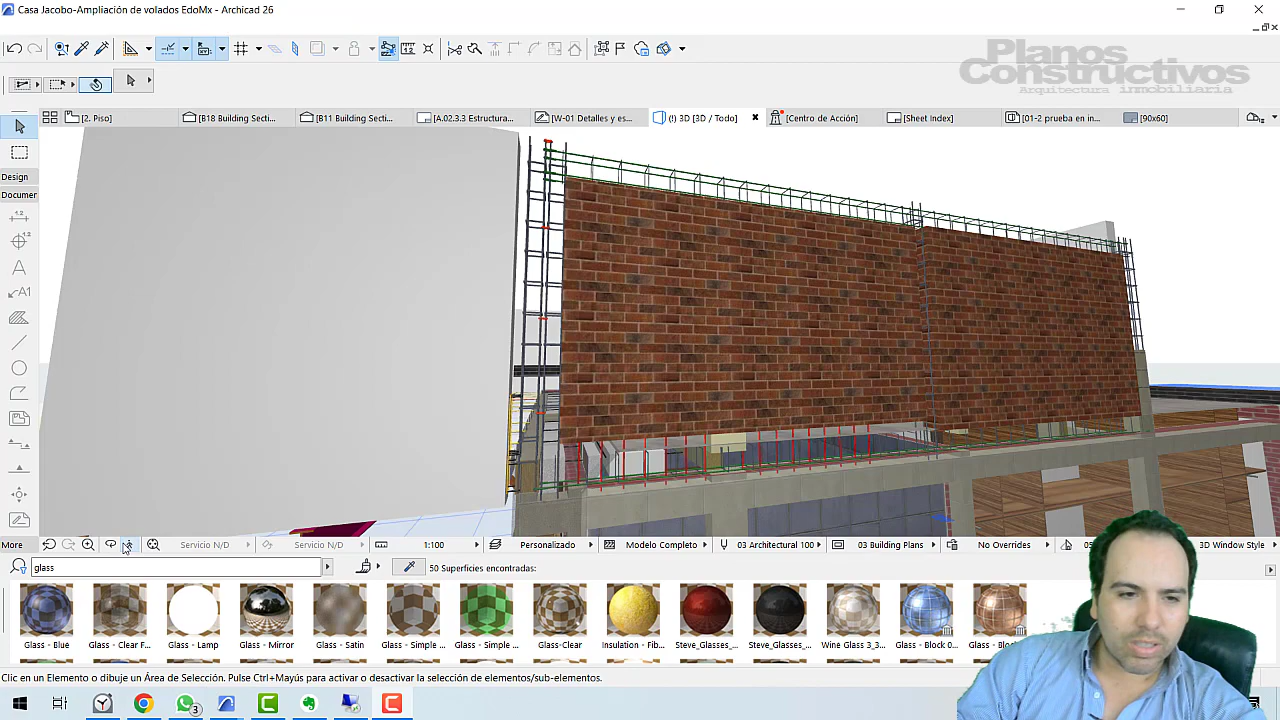 Casa Jacobo-Ampliación de volados EdoMx - Archicad 26
Planos
Constructivos
Arquitectura inmobiliaria
[2. Piso]
[B18 Building Secti...
[B11 Building Secti...
[A.02.3.3 Estructura...
[W-01 Detalles y es...
(!) 3D [3D / Todo]
[Centro de Acción]
[Sheet Index]
[01-2 prueba en in...
[90x60]
Design
Documen
1.2
A
A1
More
Servicio N/D
Servicio N/D
1:100
Personalizado
Modelo Completo
03 Architectural 100
03 Building Plans
No Overrides
3D Window Style
glass
50 Superficies encontradas:
Glass - Blue
Glass - Clear F...
Glass - Lamp
Glass - Mirror
Glass - Satin
Glass - Simple ...
Glass - Simple ...
Glass-Clear
Insulation - Fib...
Steve_Glasses_...
Steve_Glasses_...
Wine Glass 3_3...
Glass - Block 0...
Clic en un Elemento o dibuje un Área de Selección. Pulse Ctrl+Mayús para activar o desactivar la selección de elementos/sub-elementos.
3